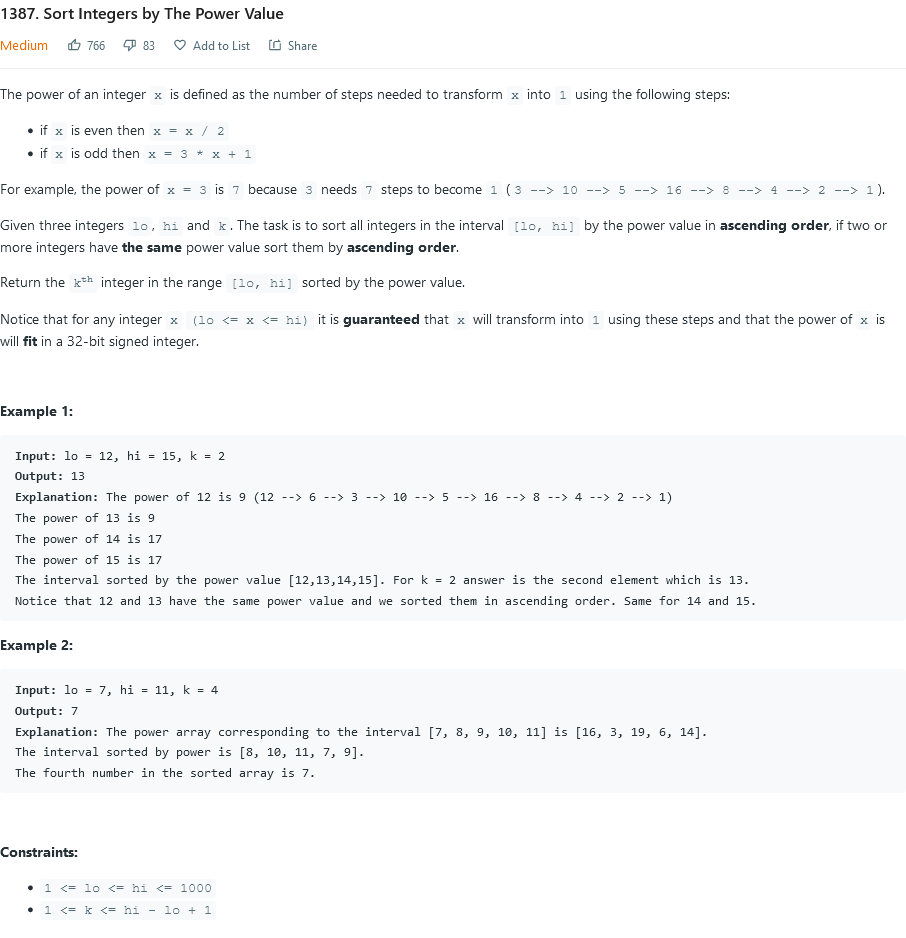 1387. Sort Integers by The Power Value
Medium 766 83 Add to List Share
The power of an integer x is defined as the number of steps needed to transform x into 1 using the following steps:
• if x is even then x = x / 2
• if x is odd then x = 3 * x + 1
For example, the power of x = 3 is 7 because 3 needs 7 steps to become 1 (3 --> 10 --> 5 --> 16 --> 8 --> 4 --> 2 --> 1).
Given three integers lo, hi and k. The task is to sort all integers in the interval [lo, hi] by the power value in ascending order, if two or
more integers have the same power value sort them by ascending order.
Return the kth integer in the range [lo, hi] sorted by the power value.
Notice that for any integer x (lo <= x <= hi) it is guaranteed that x will transform into 1 using these steps and that the power of x is
will fit in a 32-bit signed integer.
Example 1:
Input: lo = 12, hi = 15, k = 2
Output: 13
Explanation: The power of 12 is 9 (12 --> 6 --> 3 --> 10 --> 5 --> 16 --> 8 --> 4 --> 2 --> 1)
The power of 13 is 9
The power of 14 is 17
The power of 15 is 17
The interval sorted by the power value [12,13,14,15]. For k = 2 answer is the second element which is 13.
Notice that 12 and 13 have the same power value and we sorted them in ascending order. Same for 14 and 15.
Example 2:
Input: lo = 7, hi = 11, k = 4
Output: 7
Explanation: The power array corresponding to the interval [7, 8, 9, 10, 11] is [16, 3, 19, 6, 14].
The interval sorted by power is [8, 10, 11, 7, 9].
The fourth number in the sorted array is 7.
Constraints:
• 1 <= lo <= hi <= 1000
• 1 <= k <= hi - lo + 1